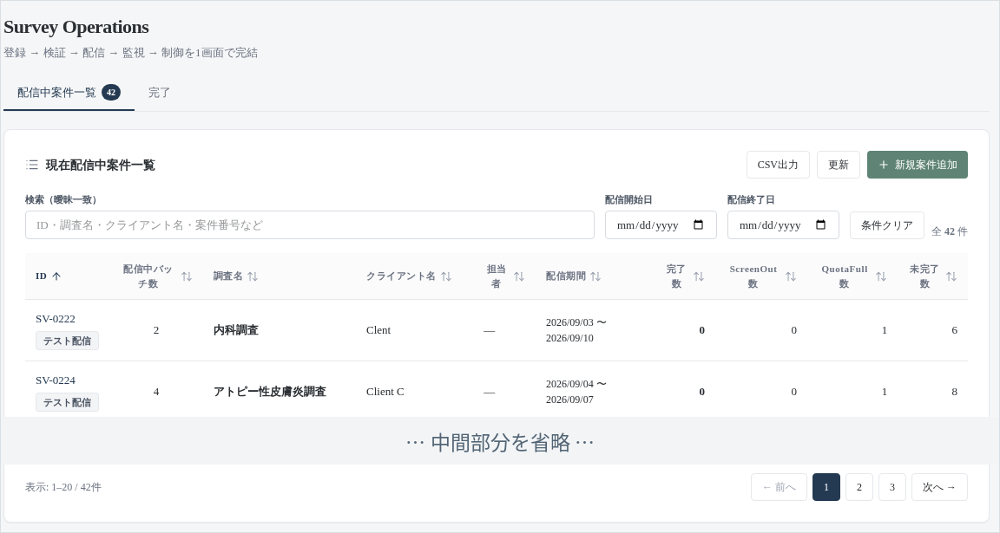 Survey Operations
登録 → 検証 → 配信 → 監視 → 制御を1画面で完結
配信中案件一覧 42 完了
現在配信中案件一覧 CSV出力 更新 ＋ 新規案件追加
検索（曖昧一致） 配信開始日 配信終了日
ID・調査名・クライアント名・案件番号など mm/dd/yyyy mm/dd/yyyy 条件クリア 全 42 件
ID ↑ 配信中バッチ数 調査名 クライアント名 担当者 配信期間 完了数 ScreenOut数 QuotaFull数 未完了数
SV-0222
テスト配信 2 内科調査 Clent — 2026/09/03 〜 2026/09/10 0 0 1 6
SV-0224
テスト配信 4 アトピー性皮膚炎調査 Client C — 2026/09/04 〜 2026/09/07 0 0 1 8
… 中間部分を省略 …
表示: 1–20 / 42件 ← 前へ 1 2 3 次へ →